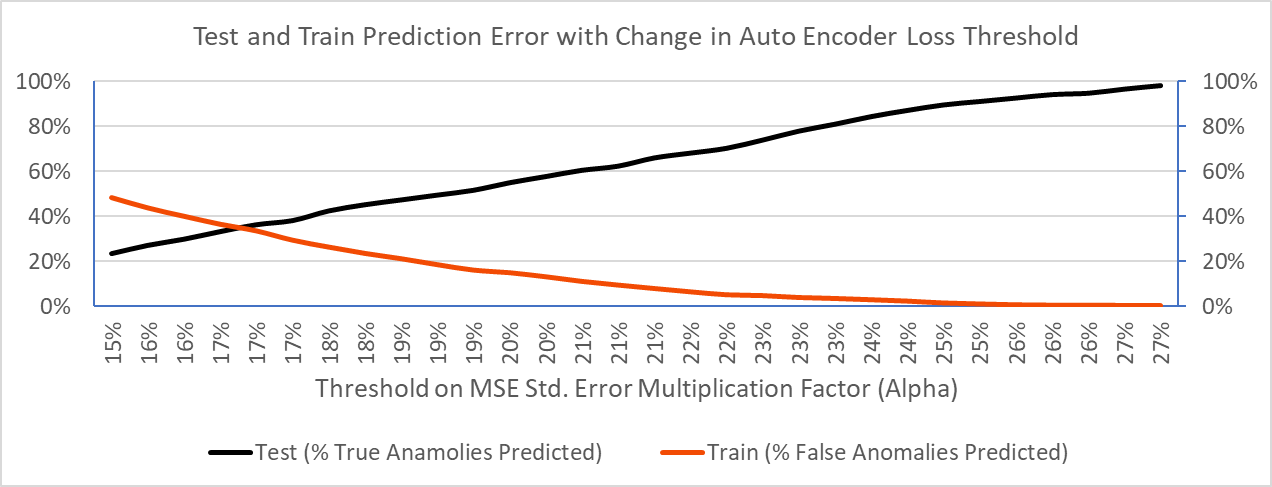 Test and Train Prediction Error with Change in Auto Encoder Loss Threshold
100% 100%
80% 80%
60% 60%
40% 40%
20% 20%
0% 0%
15% 16% 16% 17% 17% 17% 18% 18% 19% 19% 19% 20% 20% 21% 21% 21% 22% 22% 23% 23% 23% 24% 24% 25% 25% 26% 26% 26% 27% 27%
Threshold on MSE Std. Error Multiplication Factor (Alpha)
Test (% True Anamolies Predicted) Train (% False Anomalies Predicted)